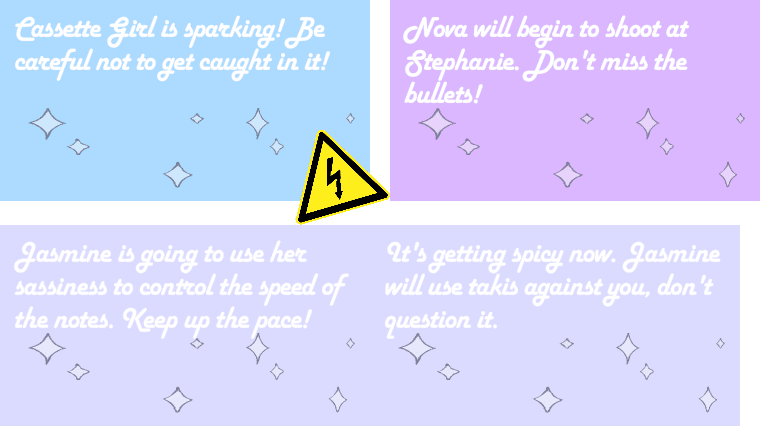 Cassette Girl is sparking! Be
careful not to get caught in it!
Nova will begin to shoot at
Stephanie. Don't miss the
bullets!
Jasmine is going to use her
sassiness to control the speed of
the notes. Keep up the pace!
It's getting spicy now. Jasmine
will use takis against you, don't
question it.